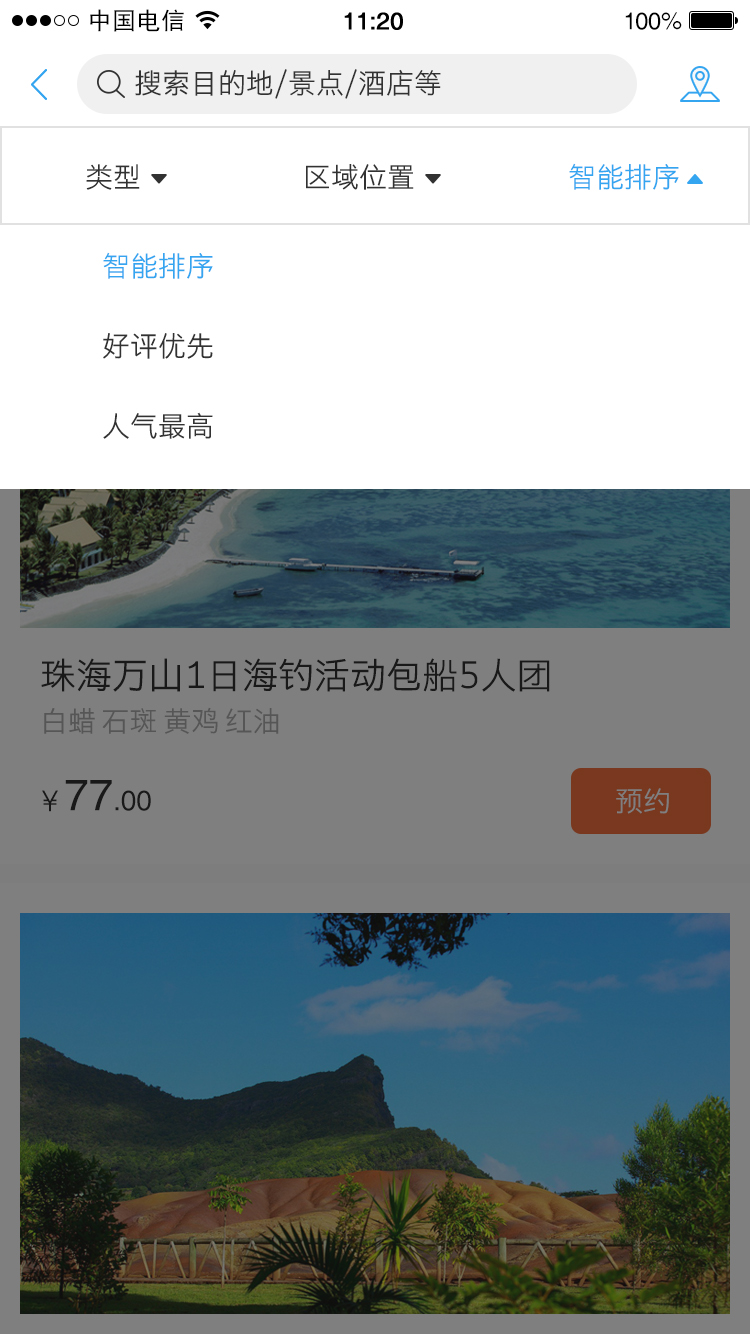 中国电信 11:20 100%
搜索目的地/景点/酒店等
类型 区域位置 智能排序
智能排序
好评优先
人气最高
珠海万山1日海钓活动包船5人团
白蜡 石斑 黄鸡 红油
¥77.00 预约